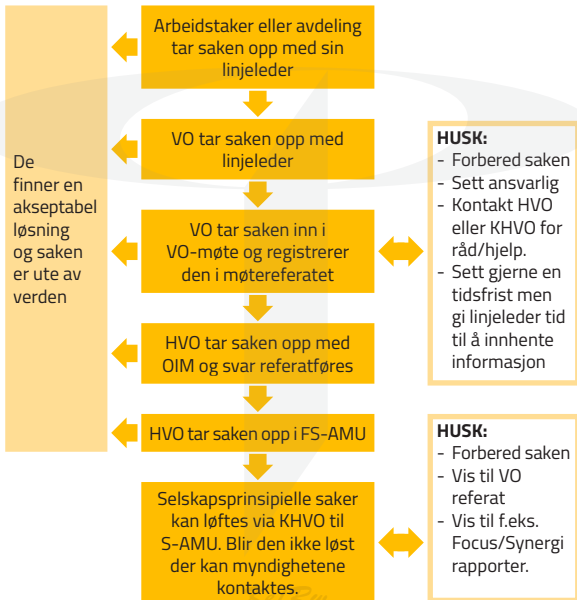 Arbeidstaker eller avdeling
tar saken opp med sin
linjeleder
VO tar saken opp med
linjeleder
De
finner en
akseptabel
løsning
og saken
er ute av
verden
VO tar saken inn i
VO-møte og registrerer
den i møtereferatet
HUSK:
- Forbered saken
- Sett ansvarlig
- Kontakt HVO
eller KHVO for
råd/hjelp.
- Sett gjerne en
tidsfrist men
gi linjeleder tid
til å innhente
informasjon
HVO tar saken opp med
OIM og svar referatføres
HVO tar saken opp i FS-AMU
Selskapsprinsipielle saker
kan løftes via KHVO til
S-AMU. Blir den ikke løst
der kan myndighetene
kontaktes.
HUSK:
- Forbered saken
- Vis til VO
referat
- Vis til f.eks.
Focus/Synergi
rapporter.